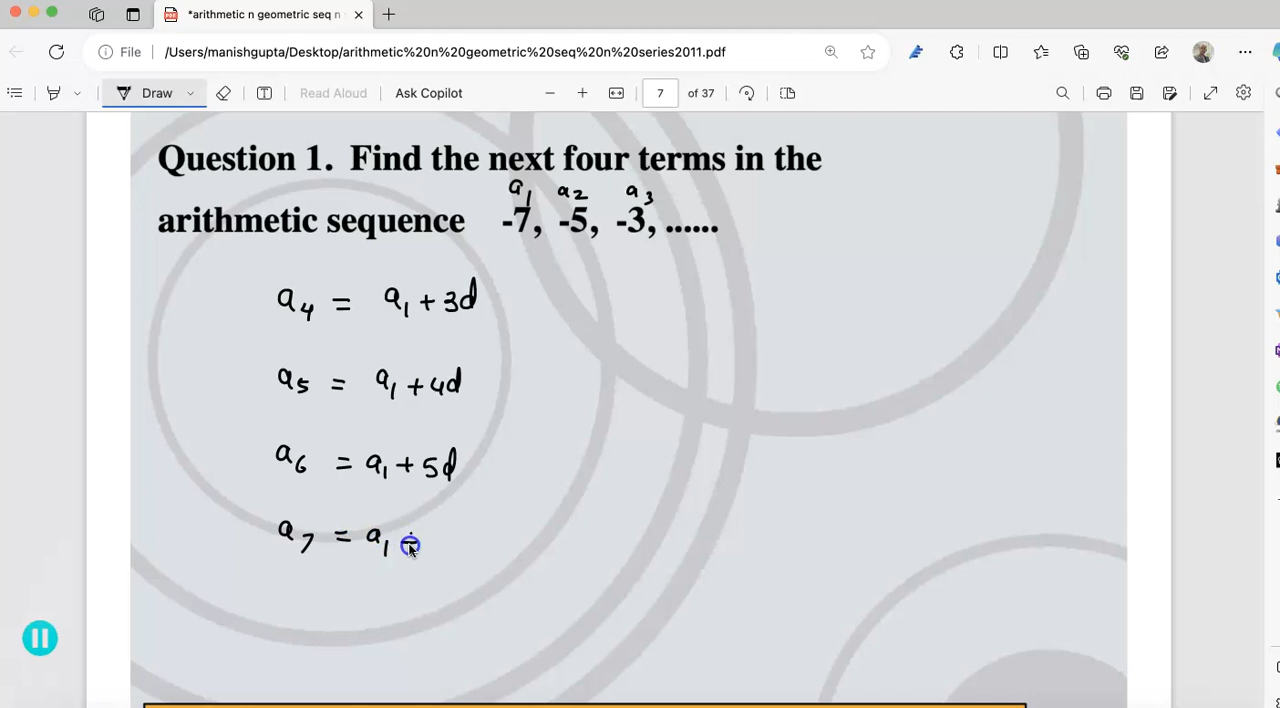 *arithmetic n geometric seq n
File /Users/manishgupta/Desktop/arithmetic%20n%20geometric%20seq%20n%20series2011.pdf
Draw Read Aloud Ask Copilot 7 of 37
Question 1. Find the next four terms in the
a1 a2 a3
arithmetic sequence -7, -5, -3, ......
a4 = a1 + 3d
a5 = a1 + 4d
a6 = a1 + 5d
a7 = a1